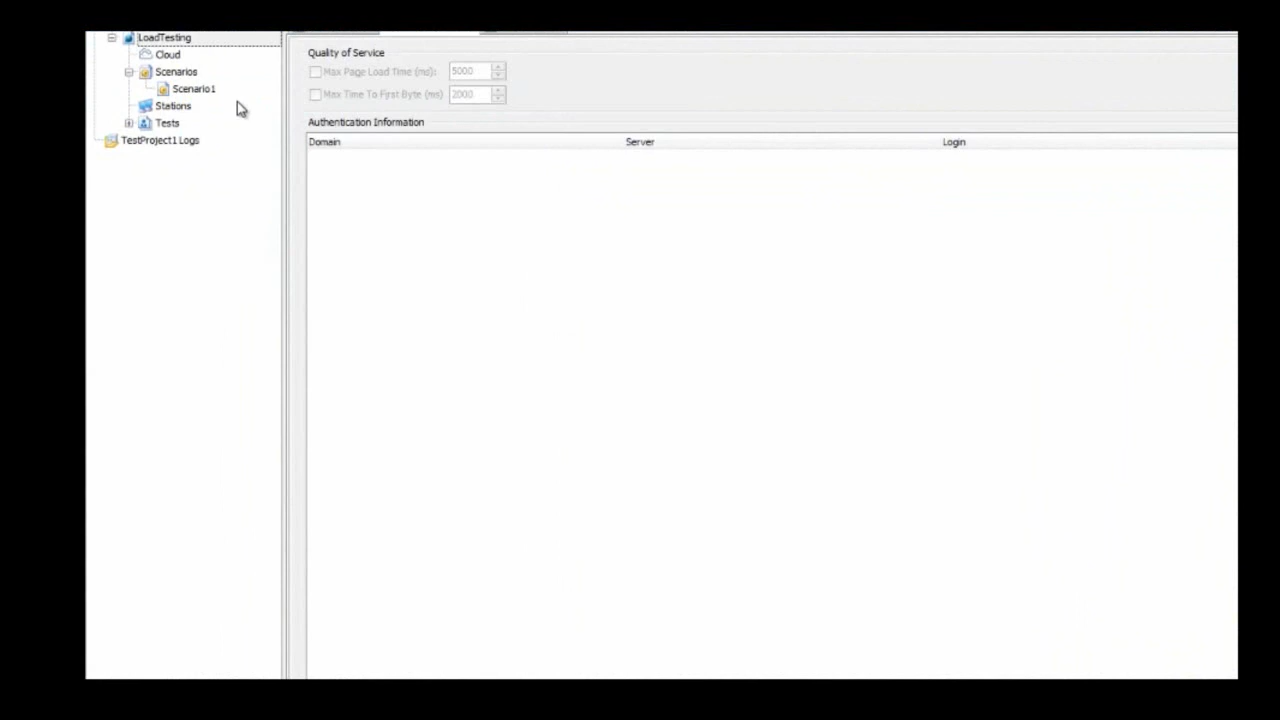 LoadTesting
Cloud
Scenarios
Scenario1
Stations
Tests
TestProject1 Logs
Quality of Service
Max Page Load Time (ms): 5000
Max Time To First Byte (ms) 2000
Authentication Information
Domain Server Login